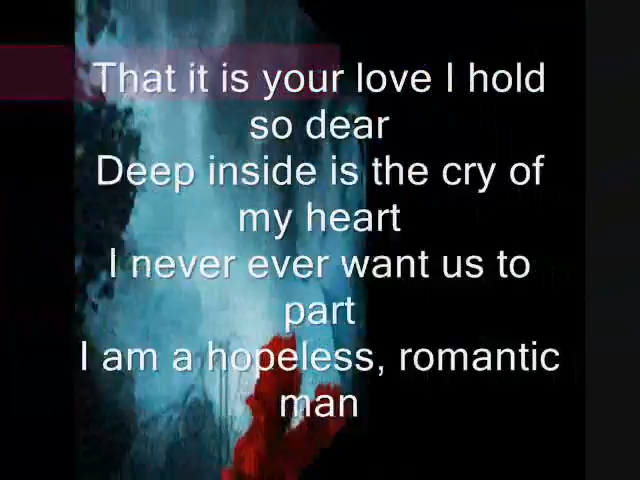 That it is your love I hold
so dear
Deep inside is the cry of
my heart
I never ever want us to
part
I am a hopeless, romantic
man